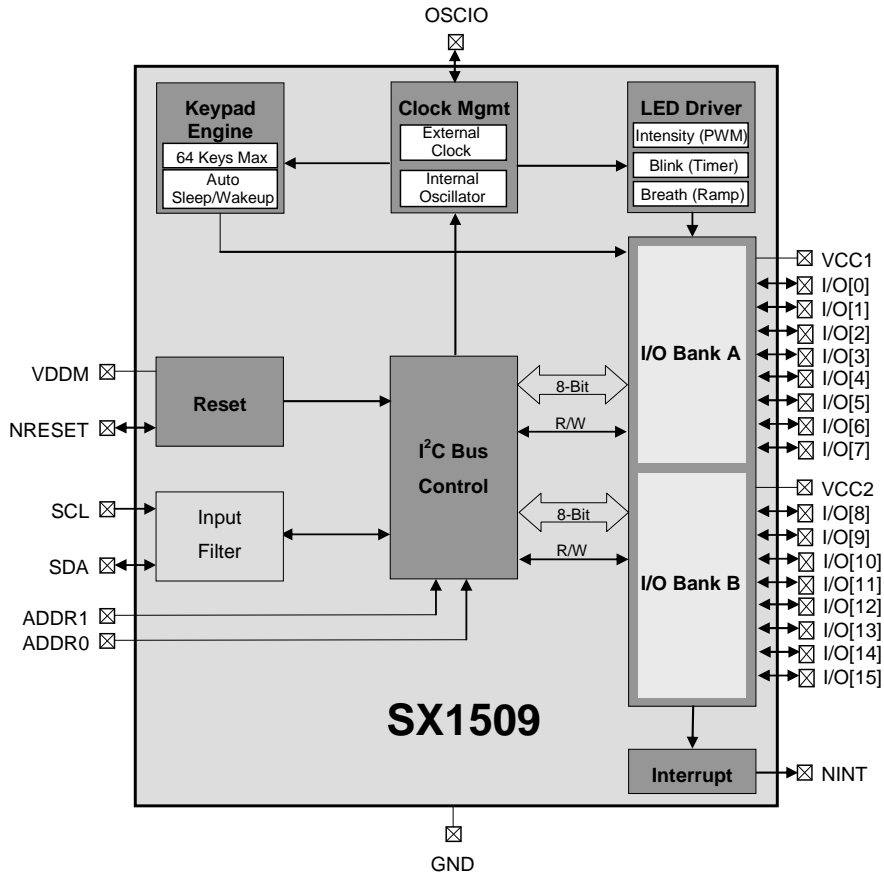 OSCIO
Keypad
Engine
64 Keys Max
Auto
Sleep/Wakeup
Clock Mgmt
External
Clock
Internal
Oscillator
LED Driver
Intensity (PWM)
Blink (Timer)
Breath (Ramp)
VDDM
NRESET
SCL
SDA
ADDR1
ADDR0
Reset
Input
Filter
I²C Bus
Control
8-Bit
R/W
8-Bit
R/W
I/O Bank A
I/O Bank B
VCC1
I/O[0]
I/O[1]
I/O[2]
I/O[3]
I/O[4]
I/O[5]
I/O[6]
I/O[7]
VCC2
I/O[8]
I/O[9]
I/O[10]
I/O[11]
I/O[12]
I/O[13]
I/O[14]
I/O[15]
SX1509
Interrupt
NINT
GND